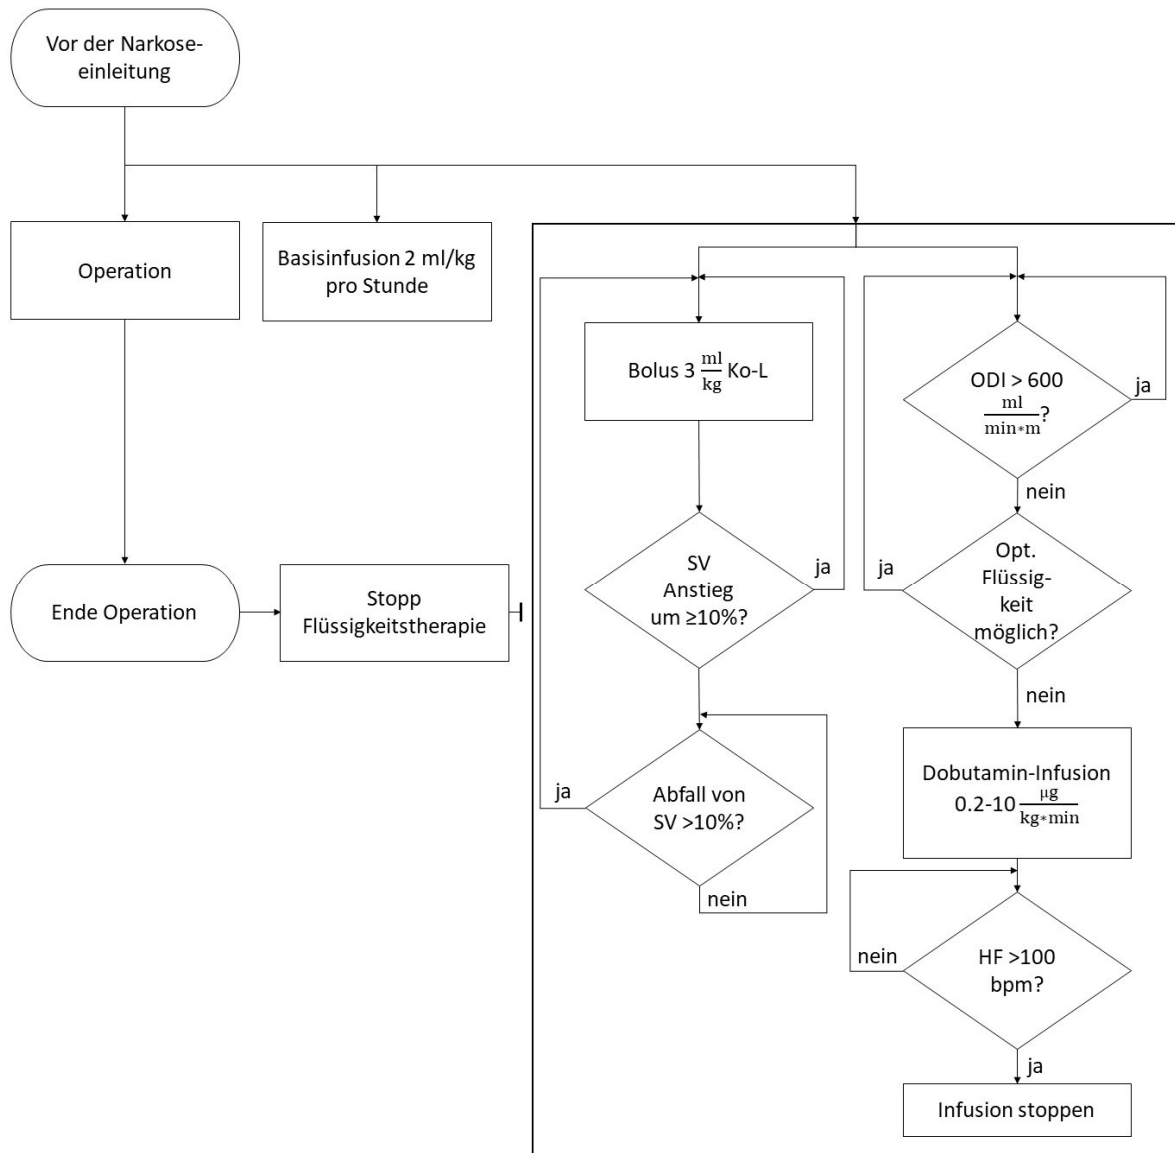 Vor der Narkose-
einleitung
Operation
Basisinfusion 2 ml/kg
pro Stunde
Ende Operation
Stopp
Flüssigkeitstherapie
Bolus 3 ml/kg Ko-L
SV
Anstieg
um ≥10%?
ja
Abfall von
SV >10%?
ja
nein
ODI > 600
ml/min*m?
ja
nein
Opt.
Flüssig-
keit
möglich?
ja
nein
Dobutamin-Infusion
0.2-10 μg/kg*min
HF >100
bpm?
nein
ja
Infusion stoppen